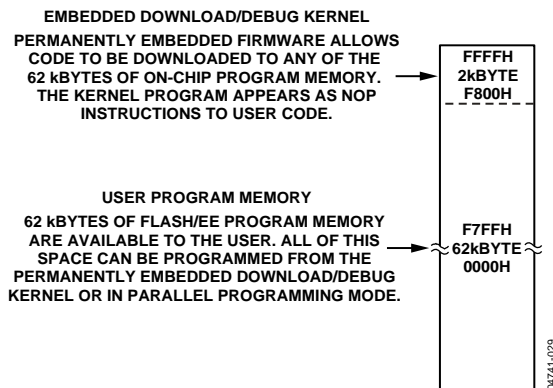 EMBEDDED DOWNLOAD/DEBUG KERNEL
PERMANENTLY EMBEDDED FIRMWARE ALLOWS
CODE TO BE DOWNLOADED TO ANY OF THE
62 kBYTES OF ON-CHIP PROGRAM MEMORY.
THE KERNEL PROGRAM APPEARS AS NOP
INSTRUCTIONS TO USER CODE.
FFFFH
2kBYTE
F800H
USER PROGRAM MEMORY
62 kBYTES OF FLASH/EE PROGRAM MEMORY
ARE AVAILABLE TO THE USER. ALL OF THIS
SPACE CAN BE PROGRAMMED FROM THE
PERMANENTLY EMBEDDED DOWNLOAD/DEBUG
KERNEL OR IN PARALLEL PROGRAMMING MODE.
F7FFH
62kBYTE
0000H
04741-029